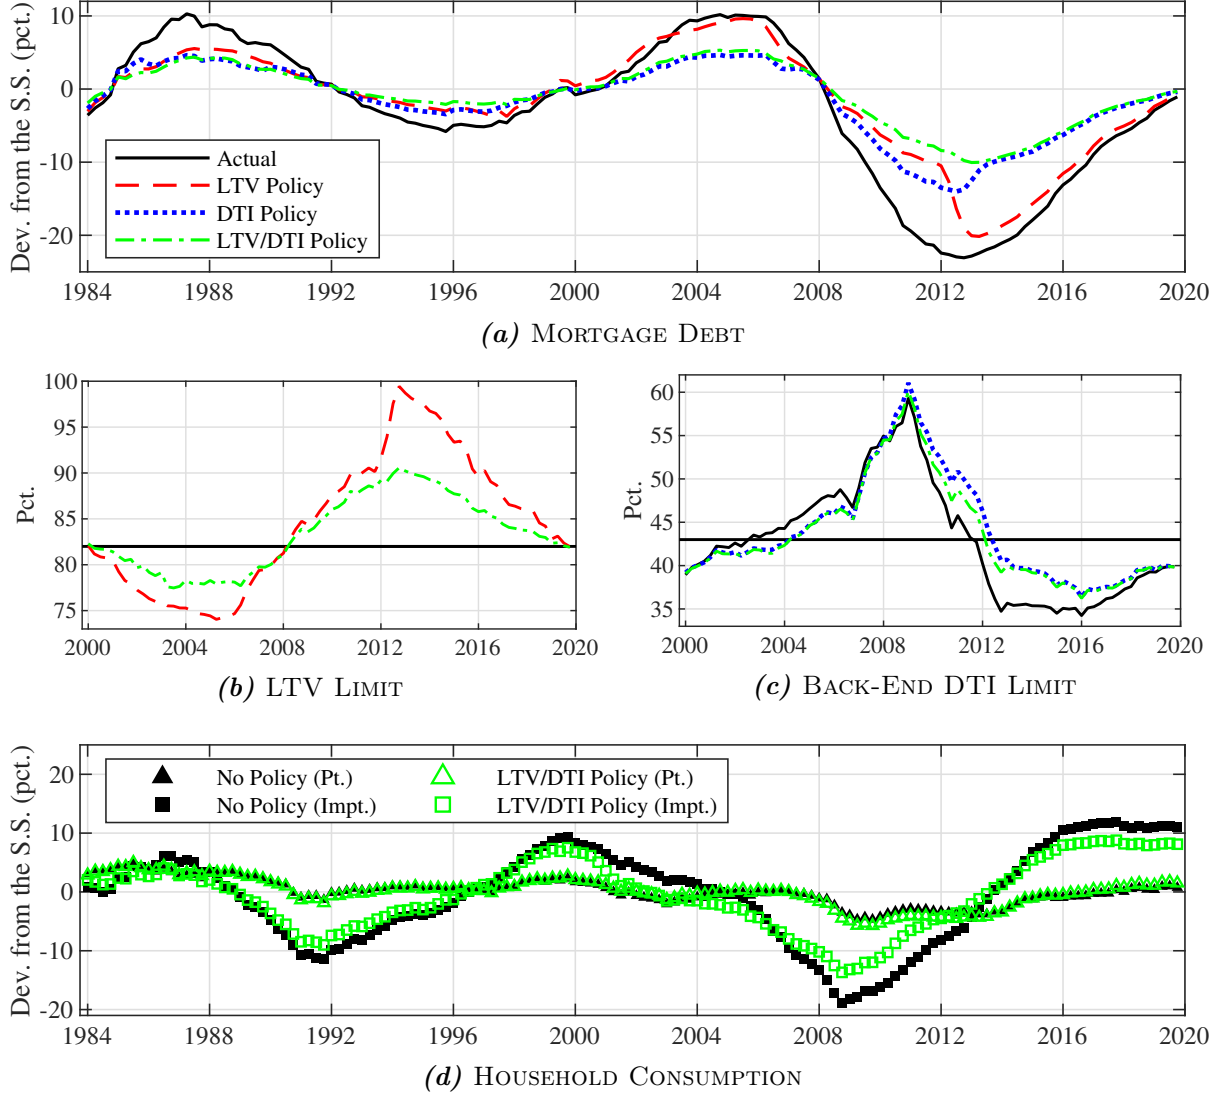 Dev. from the S.S. (pct.)
10
0
-10
-20
Actual
LTV Policy
DTI Policy
LTV/DTI Policy
1984 1988 1992 1996 2000 2004 2008 2012 2016 2020
(a) Mortgage Debt
Pct.
100
95
90
85
80
75
2000 2004 2008 2012 2016 2020
(b) LTV Limit
Pct.
60
55
50
45
40
35
2000 2004 2008 2012 2016 2020
(c) Back-End DTI Limit
Dev. from the S.S. (pct.)
20
10
0
-10
-20
No Policy (Pt.)
No Policy (Impt.)
LTV/DTI Policy (Pt.)
LTV/DTI Policy (Impt.)
1984 1988 1992 1996 2000 2004 2008 2012 2016 2020
(d) Household Consumption